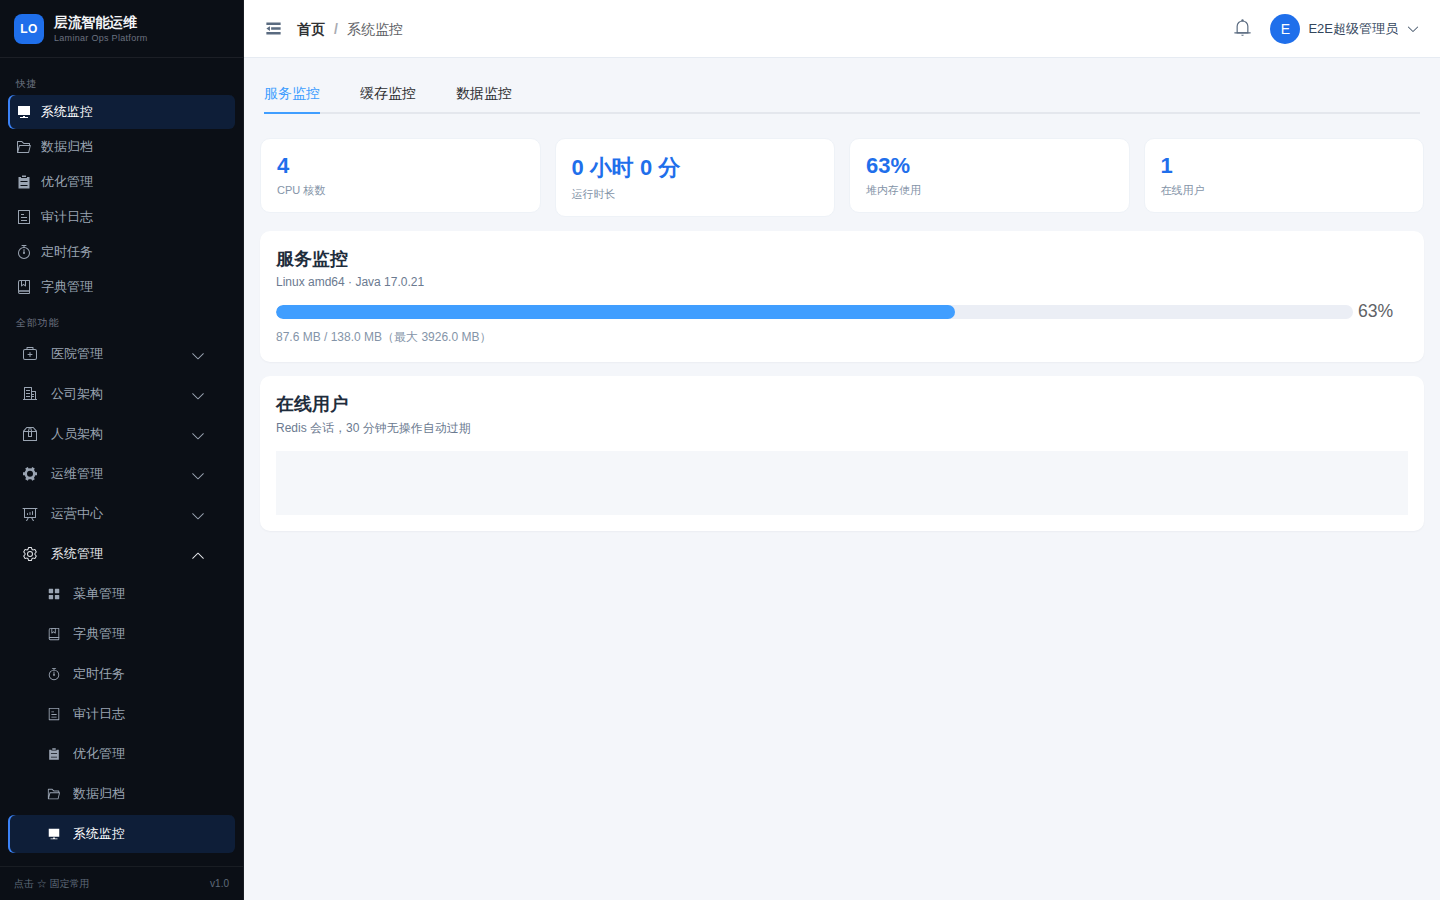 LO
层流智能运维
Laminar Ops Platform
快捷
系统监控
数据归档
优化管理
审计日志
定时任务
字典管理
全部功能
医院管理
公司架构
人员架构
运维管理
运营中心
系统管理
菜单管理
字典管理
定时任务
审计日志
优化管理
数据归档
系统监控
点击 ☆ 固定常用 v1.0
首页 / 系统监控
E E2E超级管理员
服务监控 缓存监控 数据监控
4
CPU 核数
0 小时 0 分
运行时长
63%
堆内存使用
1
在线用户
服务监控
Linux amd64 · Java 17.0.21
63%
87.6 MB / 138.0 MB（最大 3926.0 MB）
在线用户
Redis 会话，30 分钟无操作自动过期